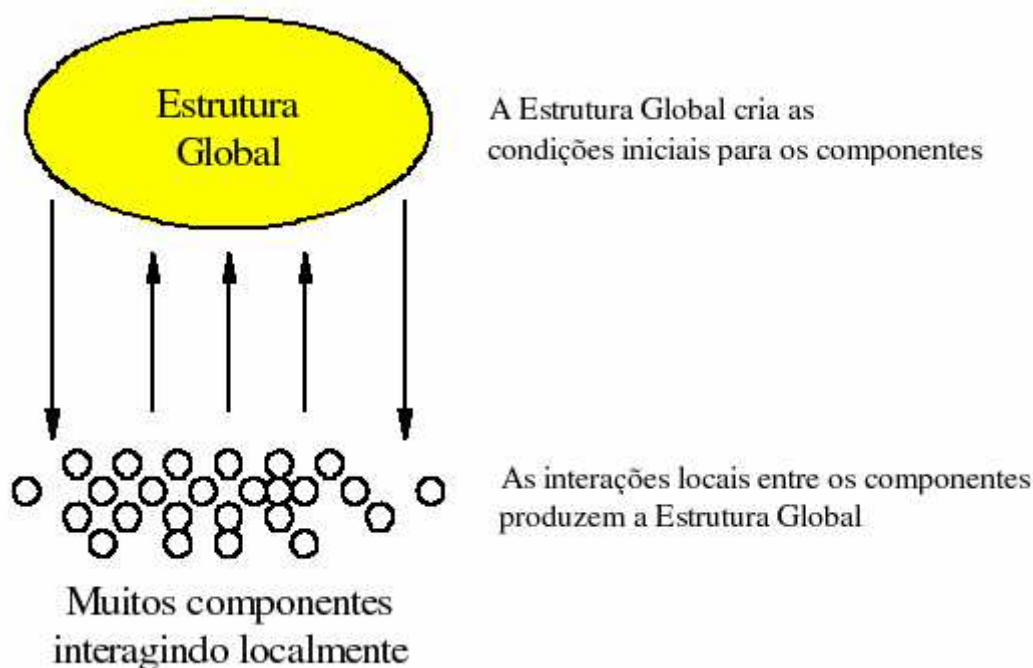 Estrutura
Global
A Estrutura Global cria as
condições iniciais para os componentes
As interações locais entre os componentes
produzem a Estrutura Global
Muitos componentes
interagindo localmente